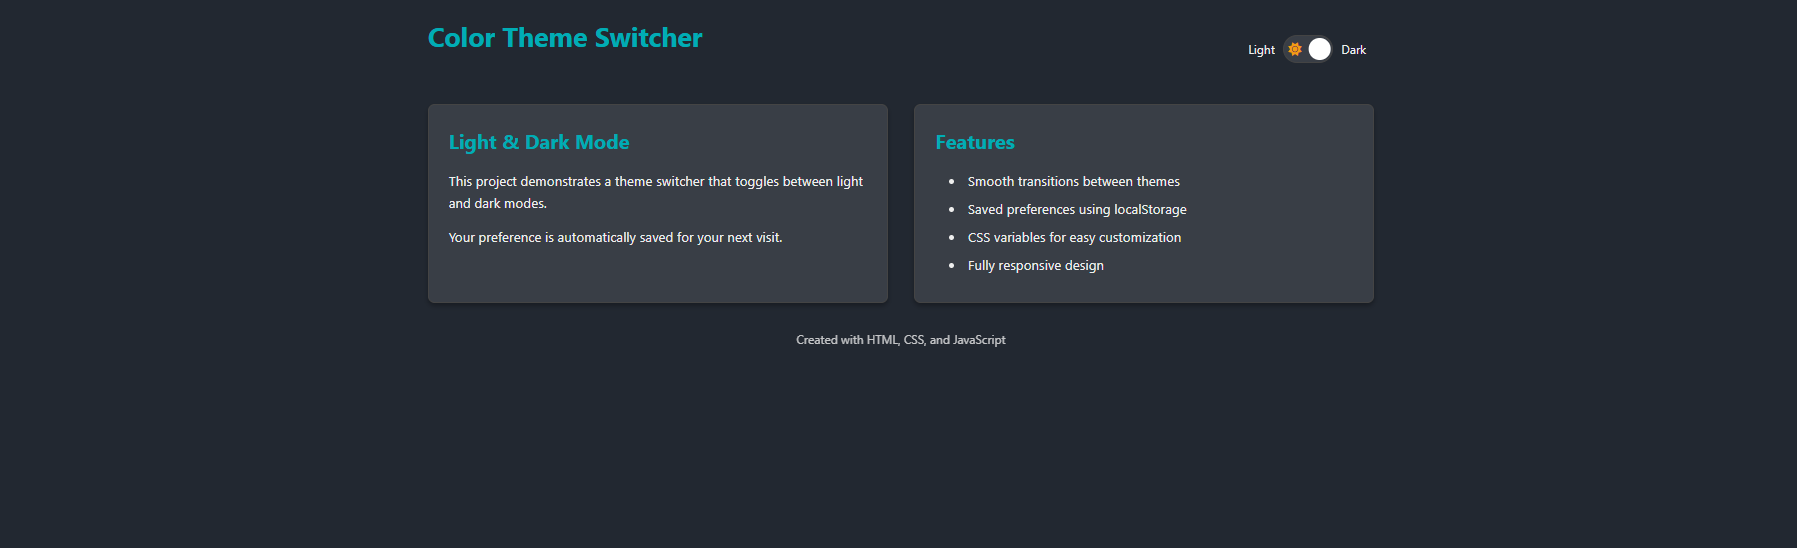 Color Theme Switcher
Light
Dark
Light & Dark Mode
This project demonstrates a theme switcher that toggles between light
and dark modes.
Your preference is automatically saved for your next visit.
Features
Smooth transitions between themes
Saved preferences using localStorage
CSS variables for easy customization
Fully responsive design
Created with HTML, CSS, and JavaScript